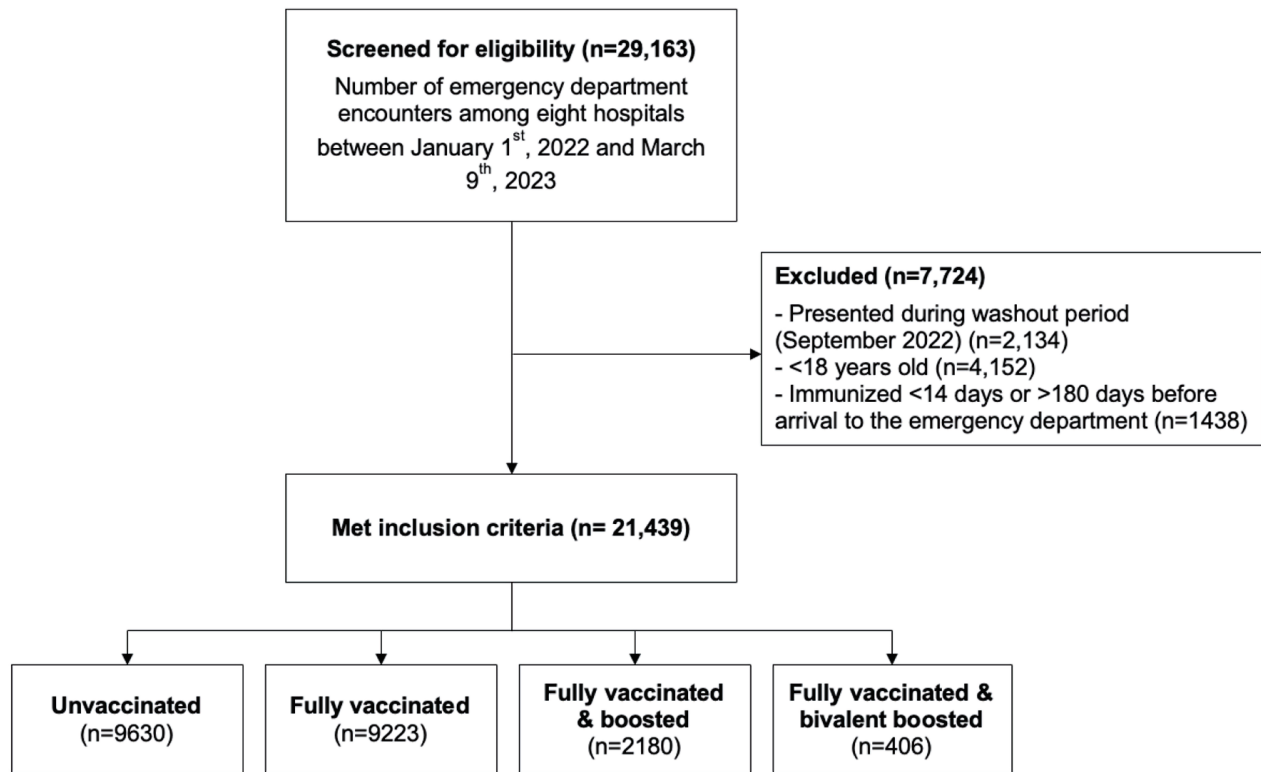 Screened for eligibility (n=29,163)
Number of emergency department
encounters among eight hospitals
between January 1st, 2022 and March
9th, 2023
Excluded (n=7,724)
- Presented during washout period
(September 2022) (n=2,134)
- <18 years old (n=4,152)
- Immunized <14 days or >180 days before
arrival to the emergency department (n=1438)
Met inclusion criteria (n= 21,439)
Unvaccinated
(n=9630)
Fully vaccinated
(n=9223)
Fully vaccinated
& boosted
(n=2180)
Fully vaccinated &
bivalent boosted
(n=406)